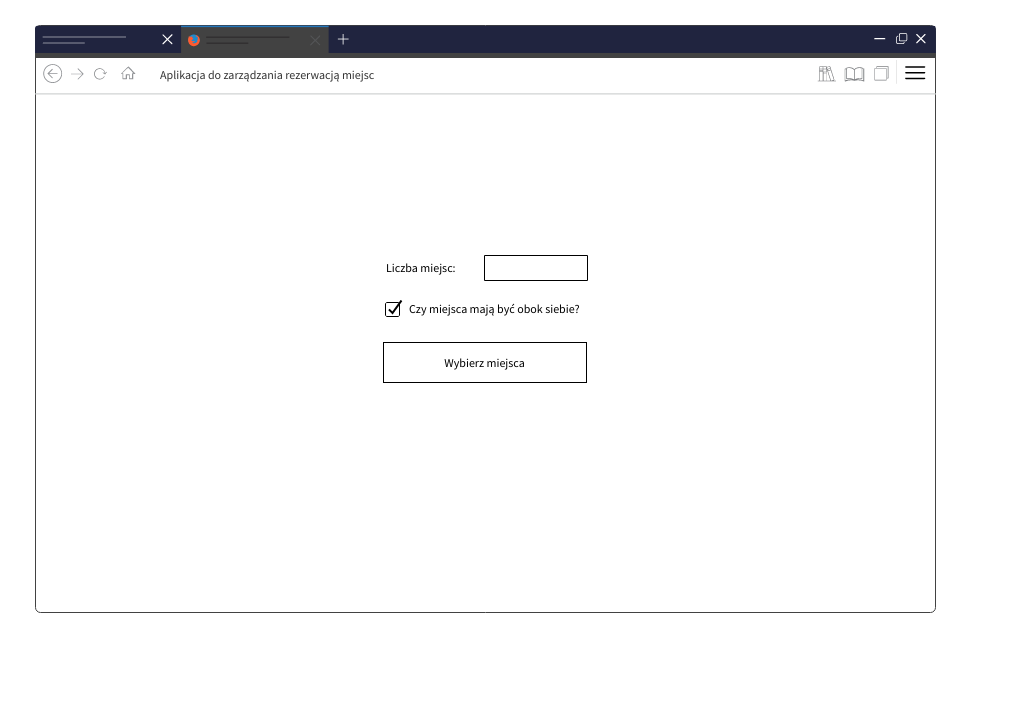 Aplikacja do zarządzania rezerwacją miejsc
Liczba miejsc:
Czy miejsca mają być obok siebie?
Wybierz miejsca